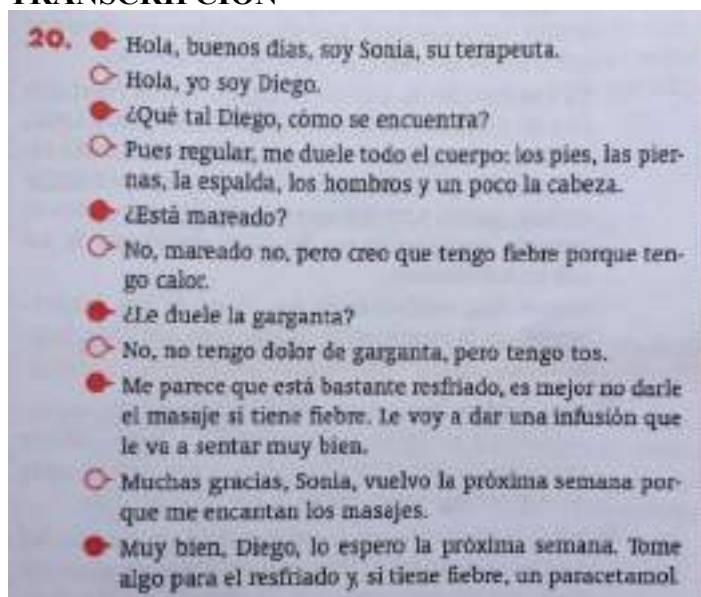 TRANSCRIPCIÓN
20. Hola, buenos días, soy Sonia, su terapeuta.
Hola, yo soy Diego.
¿Qué tal Diego, cómo se encuentra?
Pues regular, me duele todo el cuerpo: los pies, las pier-
nas, la espalda, los hombros y un poco la cabeza.
¿Está mareado?
No, mareado no, pero creo que tengo fiebre porque ten-
go calor.
¿Le duele la garganta?
No, no tengo dolor de garganta, pero tengo tos.
Me parece que está bastante resfriado, es mejor no darle
el masaje si tiene fiebre. Le voy a dar una infusión que
le va a sentar muy bien.
Muchas gracias, Sonia, vuelvo la próxima semana por-
que me encantan los masajes.
Muy bien, Diego, lo espero la próxima semana. Tome
algo para el resfriado y, si tiene fiebre, un paracetamol.